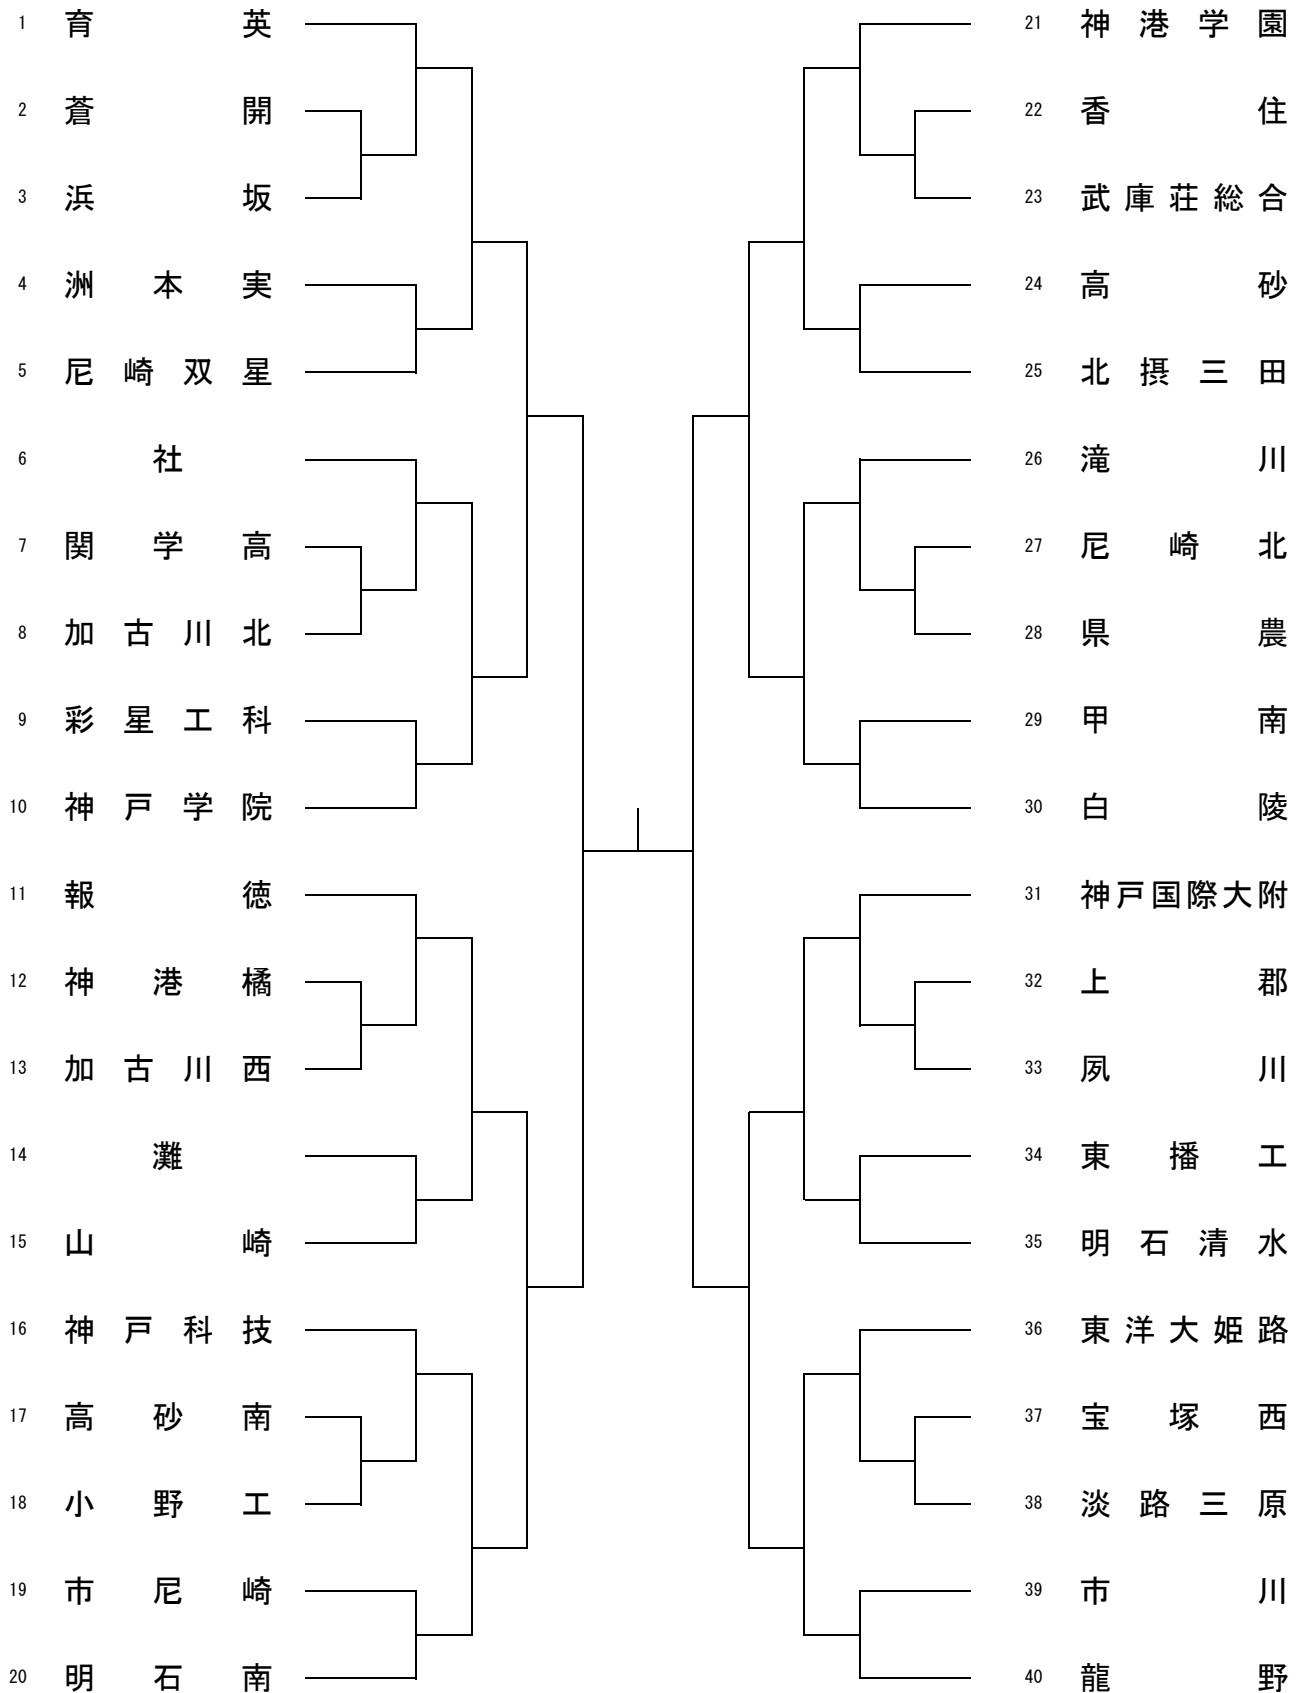 1 育英
2 蒼開
3 浜坂
4 洲本実
5 尼崎双星
6 社
7 関学高
8 加古川北
9 彩星工科
10 神戸学院
11 報徳
12 神港橘
13 加古川西
14 灘
15 山崎
16 神戸科技
17 高砂南
18 小野工
19 市尼崎
20 明石南
21 神港学園
22 香住
23 武庫荘総合
24 高砂
25 北摂三田
26 滝川
27 尼崎北
28 県農
29 甲南
30 白陵
31 神戸国際大附
32 上郡
33 夙川
34 東播工
35 明石清水
36 東洋大姫路
37 宝塚西
38 淡路三原
39 市川
40 龍野